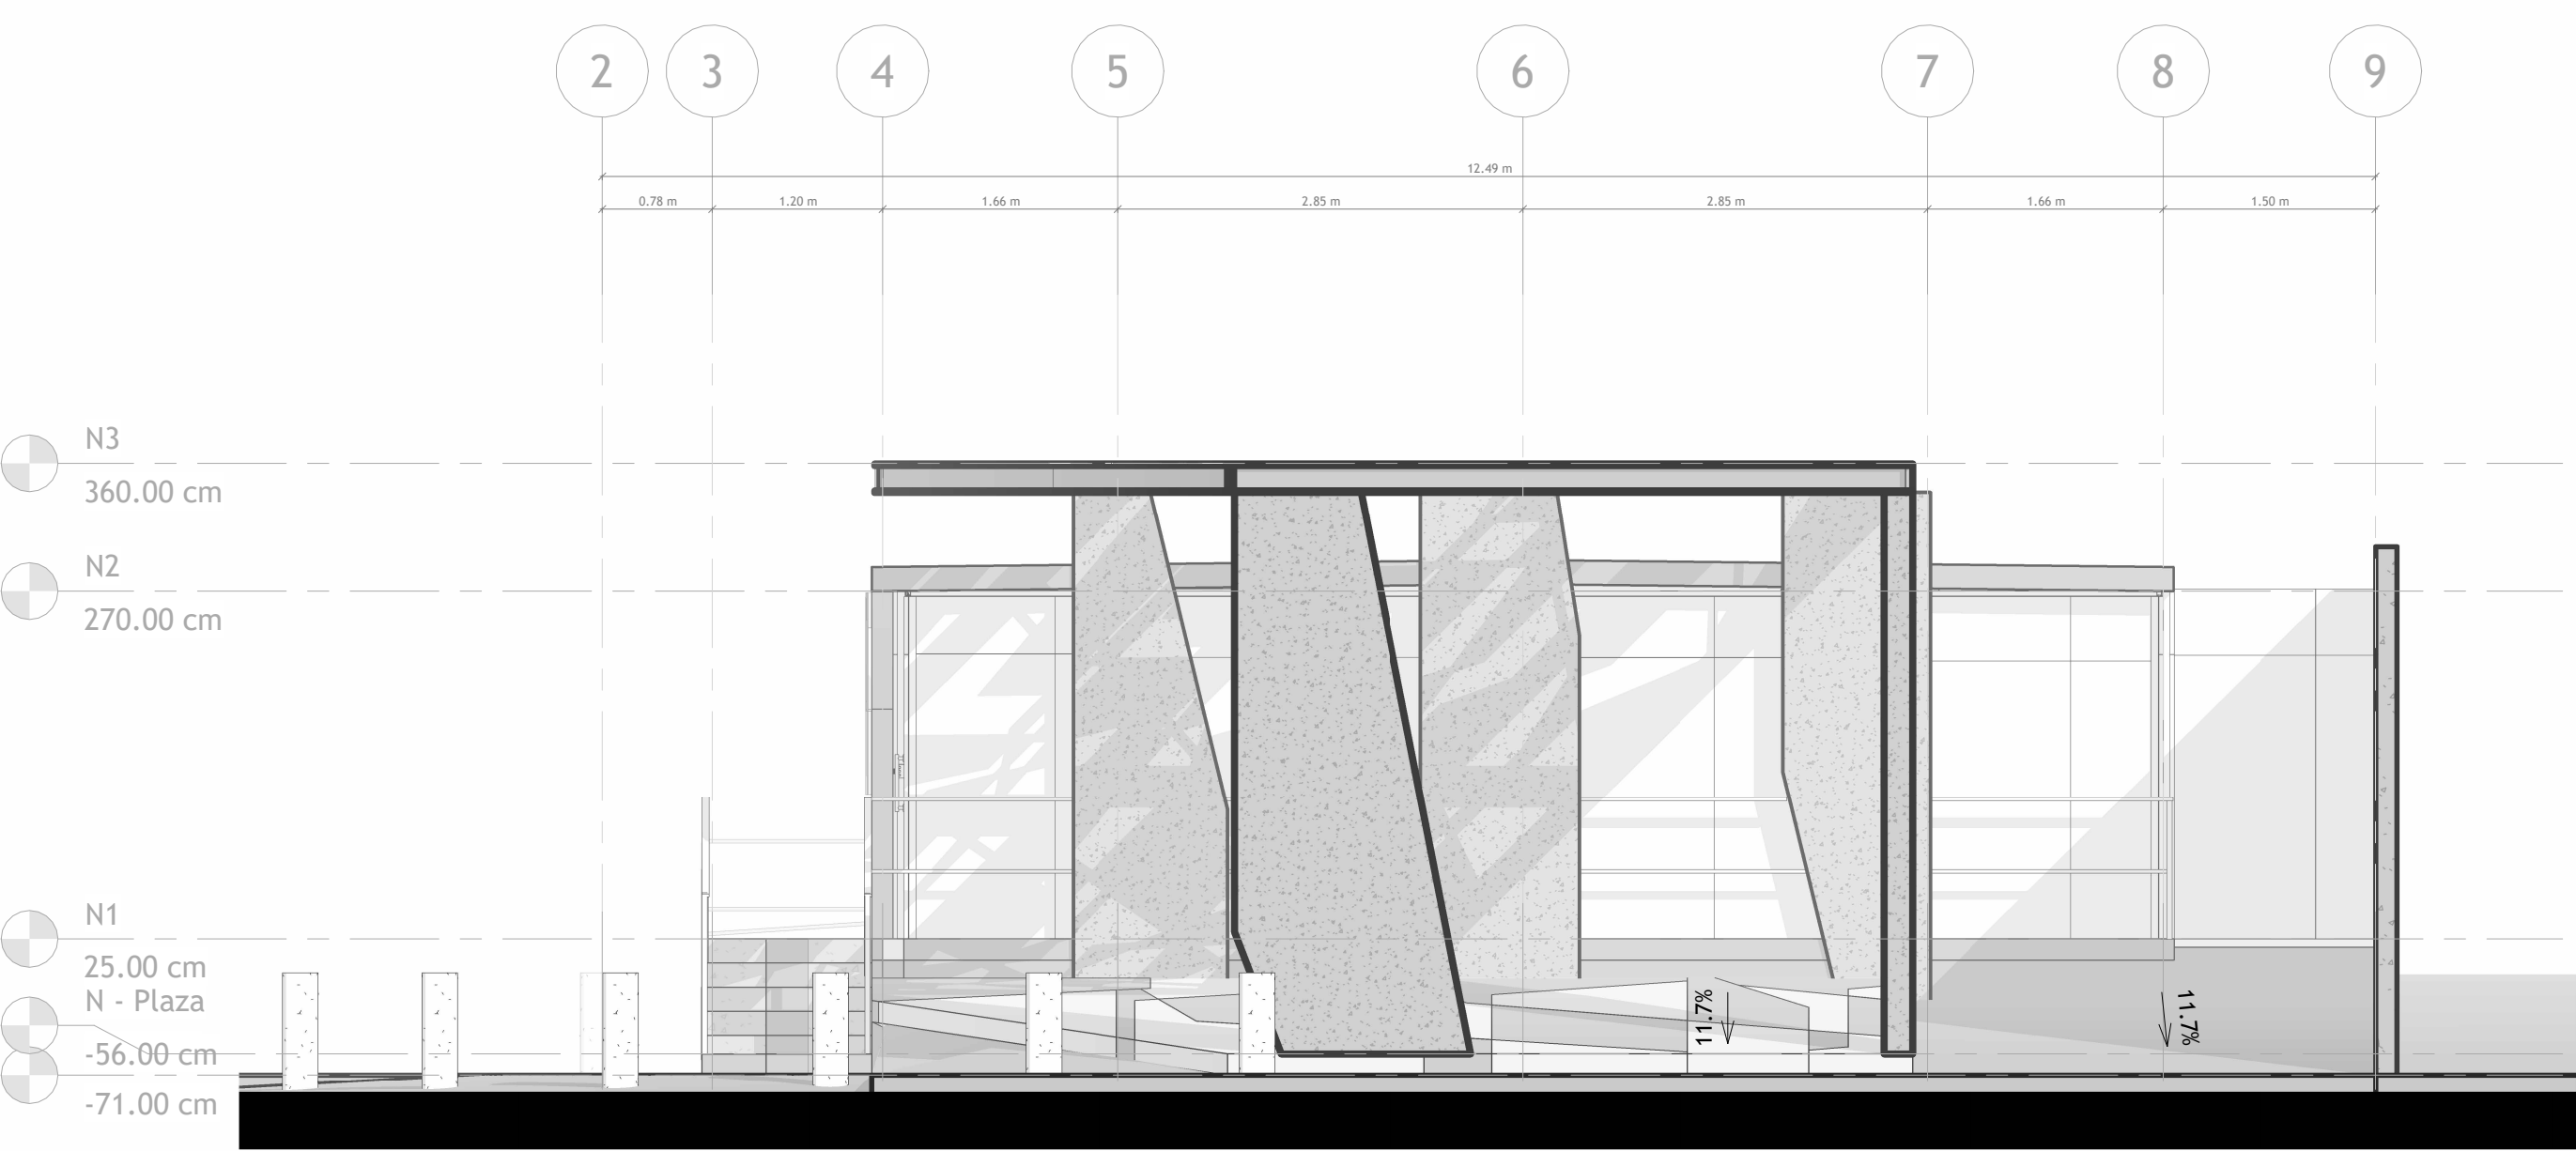 2 3 4 5 6 7 8 9
12.49 m
0.78 m 1.20 m 1.66 m 2.85 m 2.85 m 1.66 m 1.50 m
N3
360.00 cm
N2
270.00 cm
N1
25.00 cm
N - Plaza
-56.00 cm
-71.00 cm
11.7%
11.7%